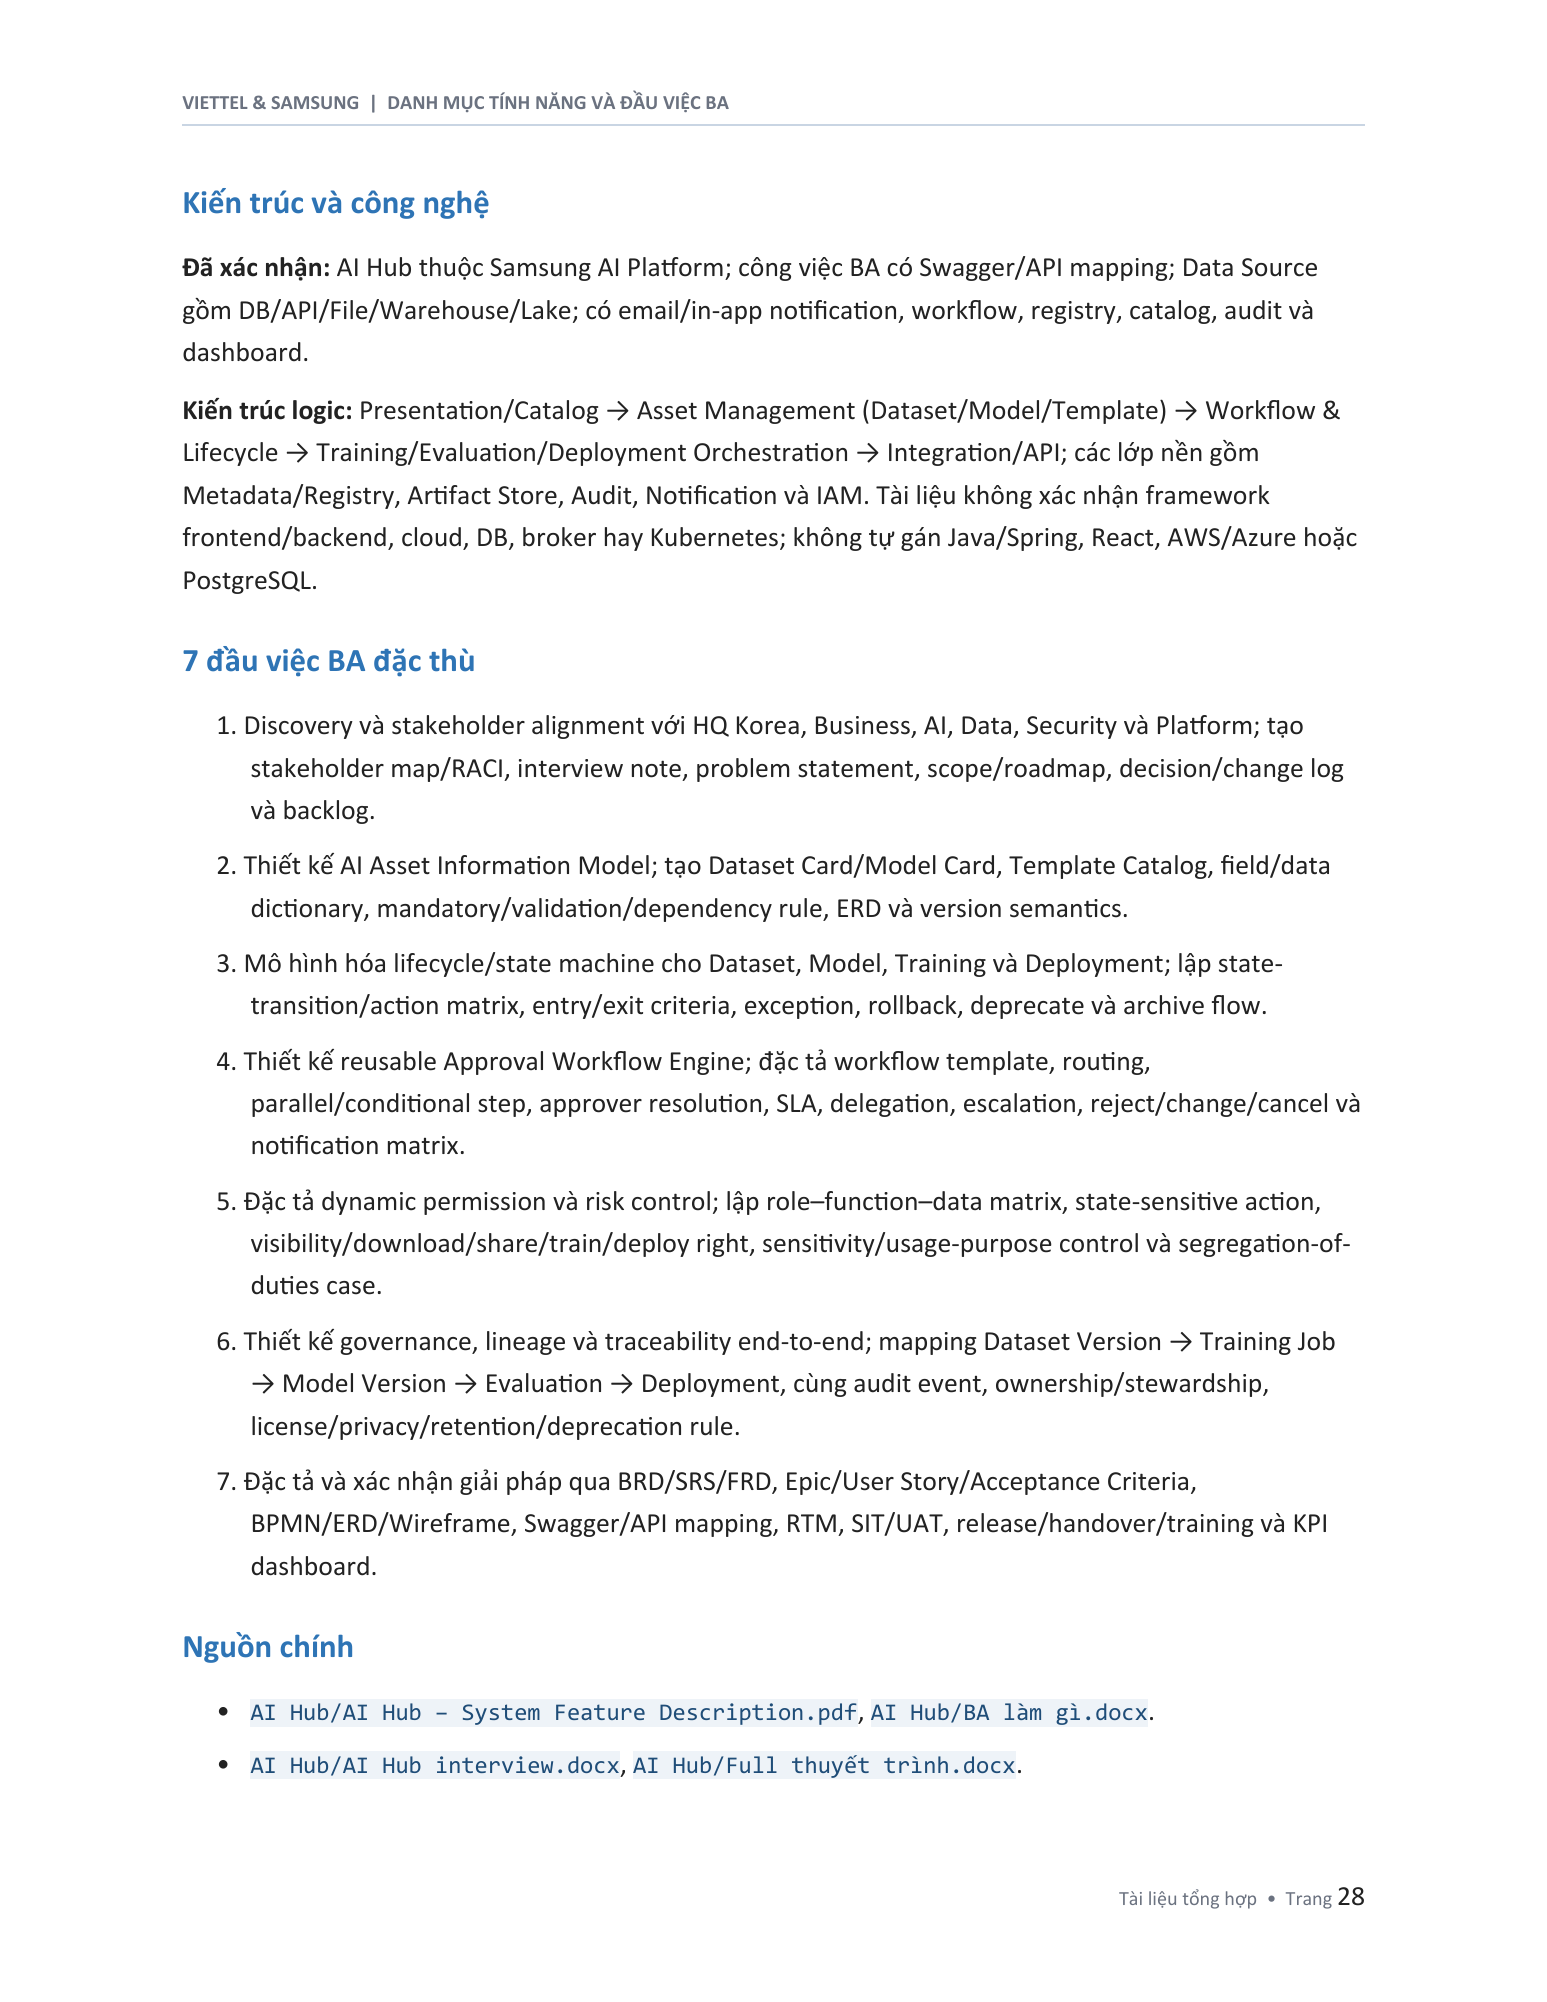 VIETTEL & SAMSUNG | DANH MỤC TÍNH NĂNG VÀ ĐẦU VIỆC BA
Kiến trúc và công nghệ
Đã xác nhận: AI Hub thuộc Samsung AI Platform; công việc BA có Swagger/API mapping; Data Source
gồm DB/API/File/Warehouse/Lake; có email/in-app notification, workflow, registry, catalog, audit và
dashboard.
Kiến trúc logic: Presentation/Catalog → Asset Management (Dataset/Model/Template) → Workflow &
Lifecycle → Training/Evaluation/Deployment Orchestration → Integration/API; các lớp nền gồm
Metadata/Registry, Artifact Store, Audit, Notification và IAM. Tài liệu không xác nhận framework
frontend/backend, cloud, DB, broker hay Kubernetes; không tự gán Java/Spring, React, AWS/Azure hoặc
PostgreSQL.
7 đầu việc BA đặc thù
1. Discovery và stakeholder alignment với HQ Korea, Business, AI, Data, Security và Platform; tạo
stakeholder map/RACI, interview note, problem statement, scope/roadmap, decision/change log
và backlog.
2. Thiết kế AI Asset Information Model; tạo Dataset Card/Model Card, Template Catalog, field/data
dictionary, mandatory/validation/dependency rule, ERD và version semantics.
3. Mô hình hóa lifecycle/state machine cho Dataset, Model, Training và Deployment; lập state-
transition/action matrix, entry/exit criteria, exception, rollback, deprecate và archive flow.
4. Thiết kế reusable Approval Workflow Engine; đặc tả workflow template, routing,
parallel/conditional step, approver resolution, SLA, delegation, escalation, reject/change/cancel và
notification matrix.
5. Đặc tả dynamic permission và risk control; lập role–function–data matrix, state-sensitive action,
visibility/download/share/train/deploy right, sensitivity/usage-purpose control và segregation-of-
duties case.
6. Thiết kế governance, lineage và traceability end-to-end; mapping Dataset Version → Training Job
→ Model Version → Evaluation → Deployment, cùng audit event, ownership/stewardship,
license/privacy/retention/deprecation rule.
7. Đặc tả và xác nhận giải pháp qua BRD/SRS/FRD, Epic/User Story/Acceptance Criteria,
BPMN/ERD/Wireframe, Swagger/API mapping, RTM, SIT/UAT, release/handover/training và KPI
dashboard.
Nguồn chính
• AI Hub/AI Hub – System Feature Description.pdf, AI Hub/BA làm gì.docx.
• AI Hub/AI Hub interview.docx, AI Hub/Full thuyết trình.docx.
Tài liệu tổng hợp • Trang 28